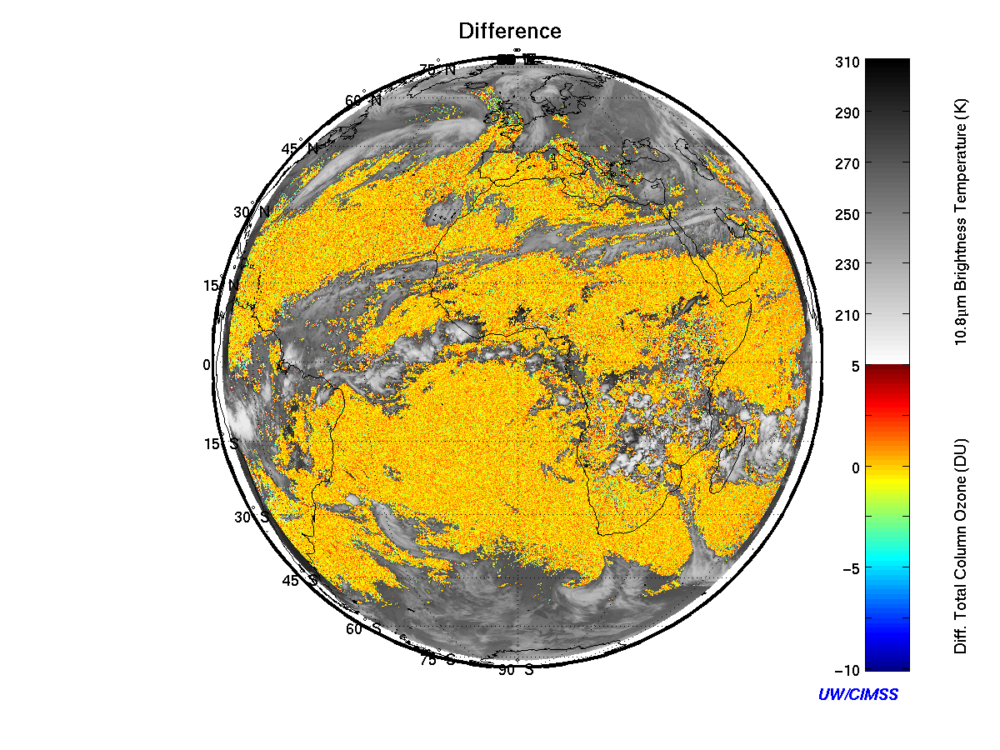 Difference
75° N
60° N
45° N
30° N
15° N
0
15° S
30° S
45° S
60° S
75° S
90° S
310
290
270
250
230
210
5
0
−5
−10
10.8μm Brightness Temperature (K)
Diff. Total Column Ozone (DU)
UW/CIMSS